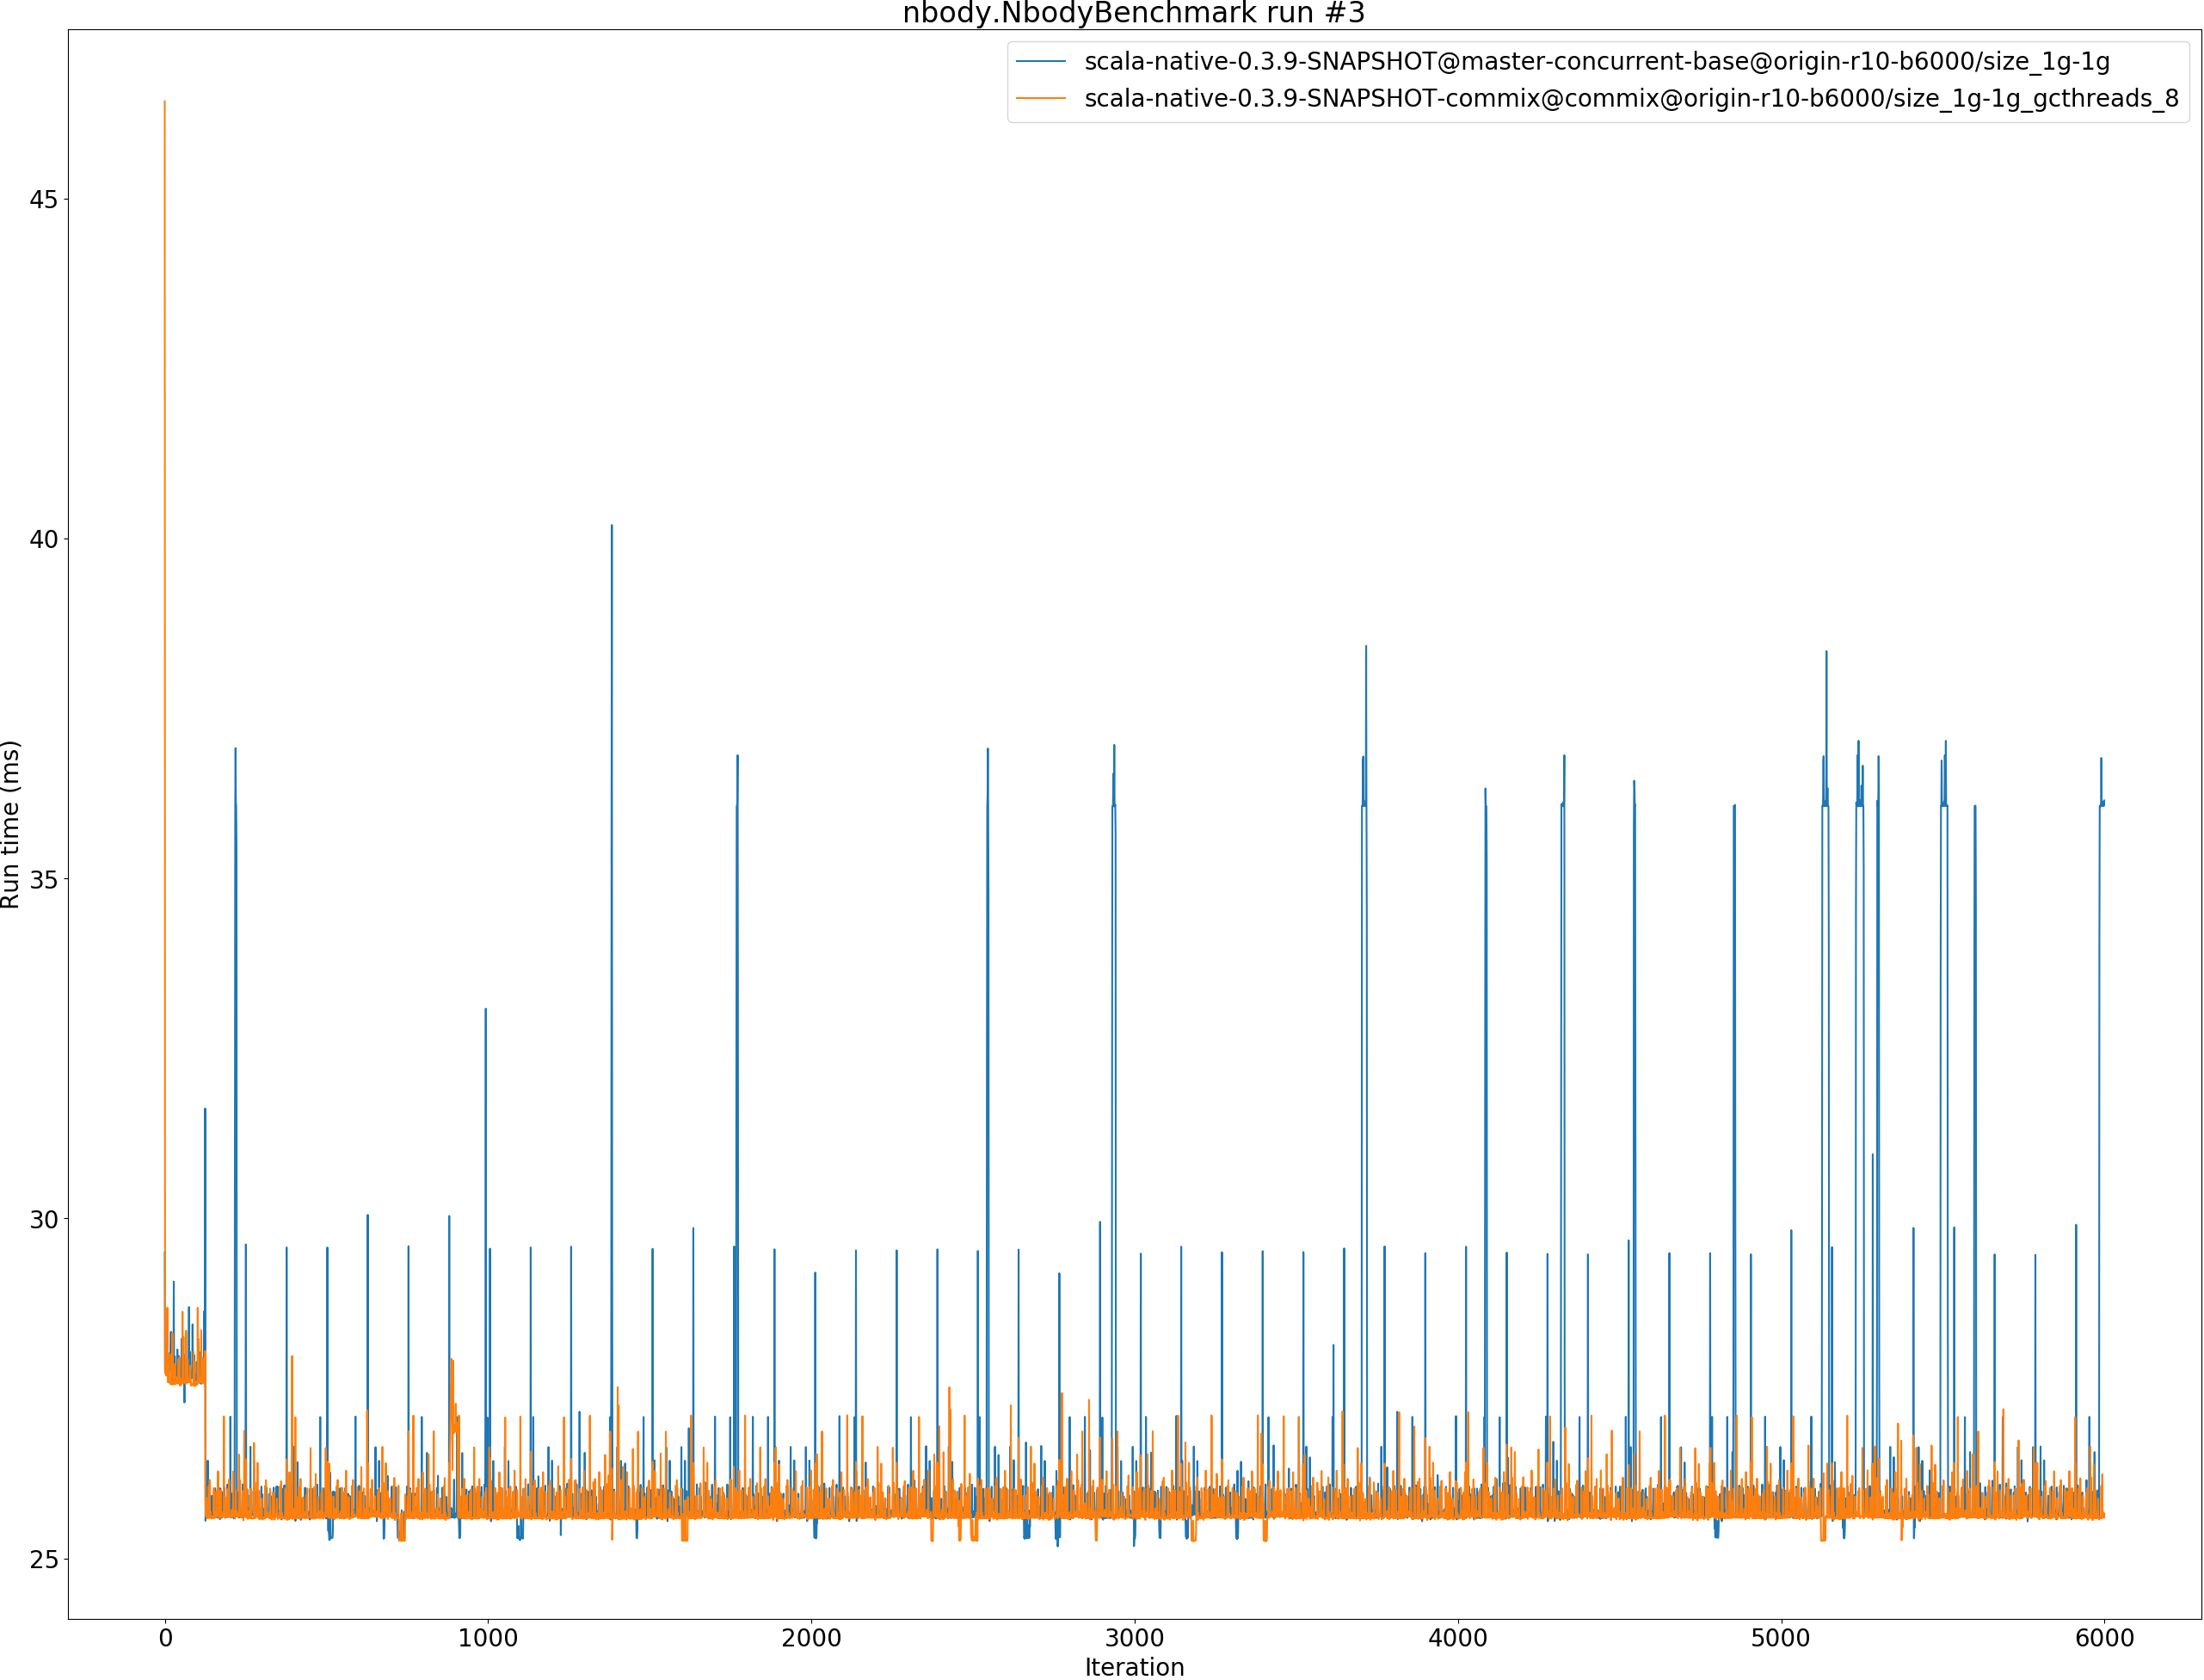 nbody.NbodyBenchmark run #3
scala-native-0.3.9-SNAPSHOT@master-concurrent-base@origin-r10-b6000/size_1g-1g
scala-native-0.3.9-SNAPSHOT-commix@commix@origin-r10-b6000/size_1g-1g_gcthreads_8
45
40
35
30
25
Run time (ms)
0 1000 2000 3000 4000 5000 6000
Iteration